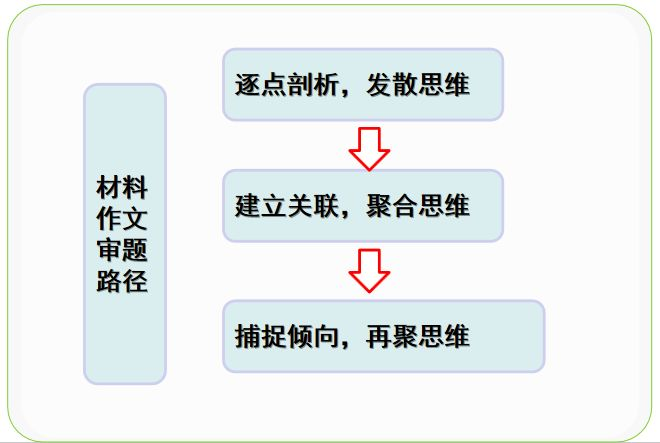 材料
作文
审题
路径
逐点剖析，发散思维
建立关联，聚合思维
捕捉倾向，再聚思维